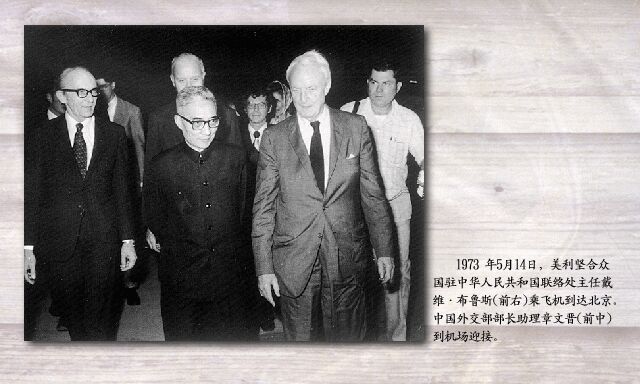 1973 年5月14日，美利坚合众
国驻中华人民共和国联络处主任戴
维·布鲁斯(前右)乘飞机到达北京。
中国外交部部长助理章文晋(前中)
到机场迎接。